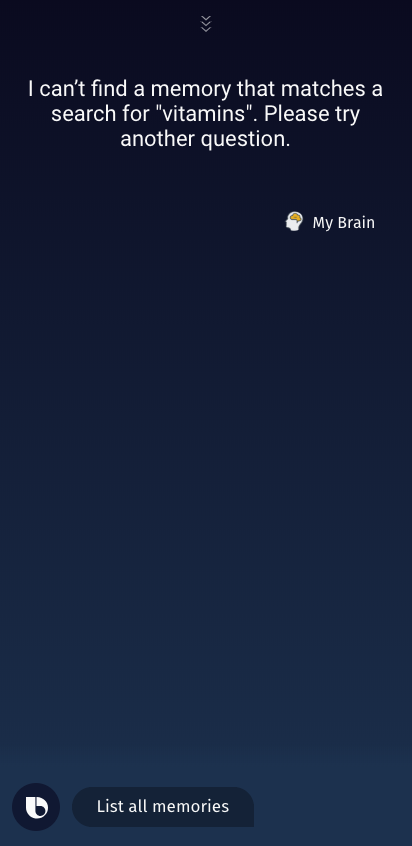 I can’t find a memory that matches a
search for "vitamins". Please try
another question.
My Brain
List all memories